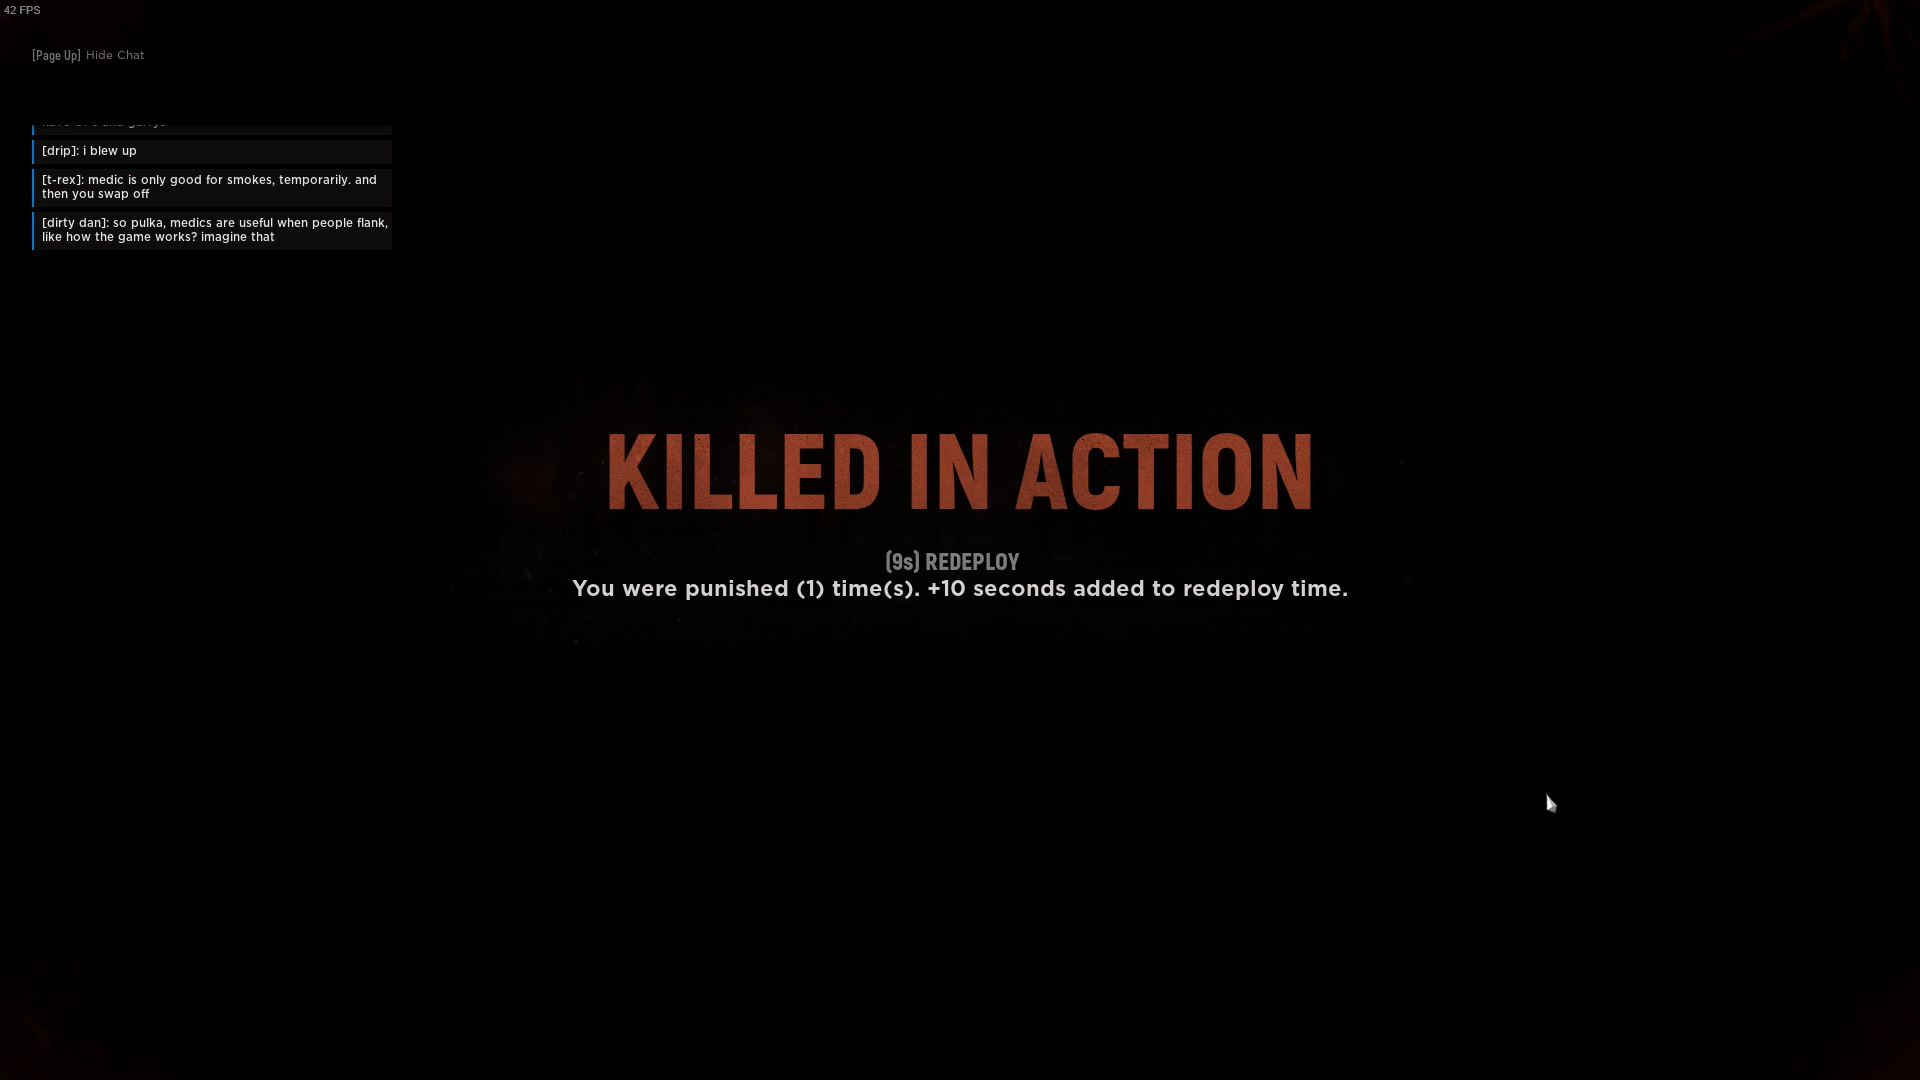 42 FPS
[Page Up] Hide Chat
[drip]: i blew up
[t-rex]: medic is only good for smokes, temporarily. and
then you swap off
[dirty dan]: so pulka, medics are useful when people flank,
like how the game works? imagine that
KILLED IN ACTION
(9s) REDEPLOY
You were punished (1) time(s). +10 seconds added to redeploy time.